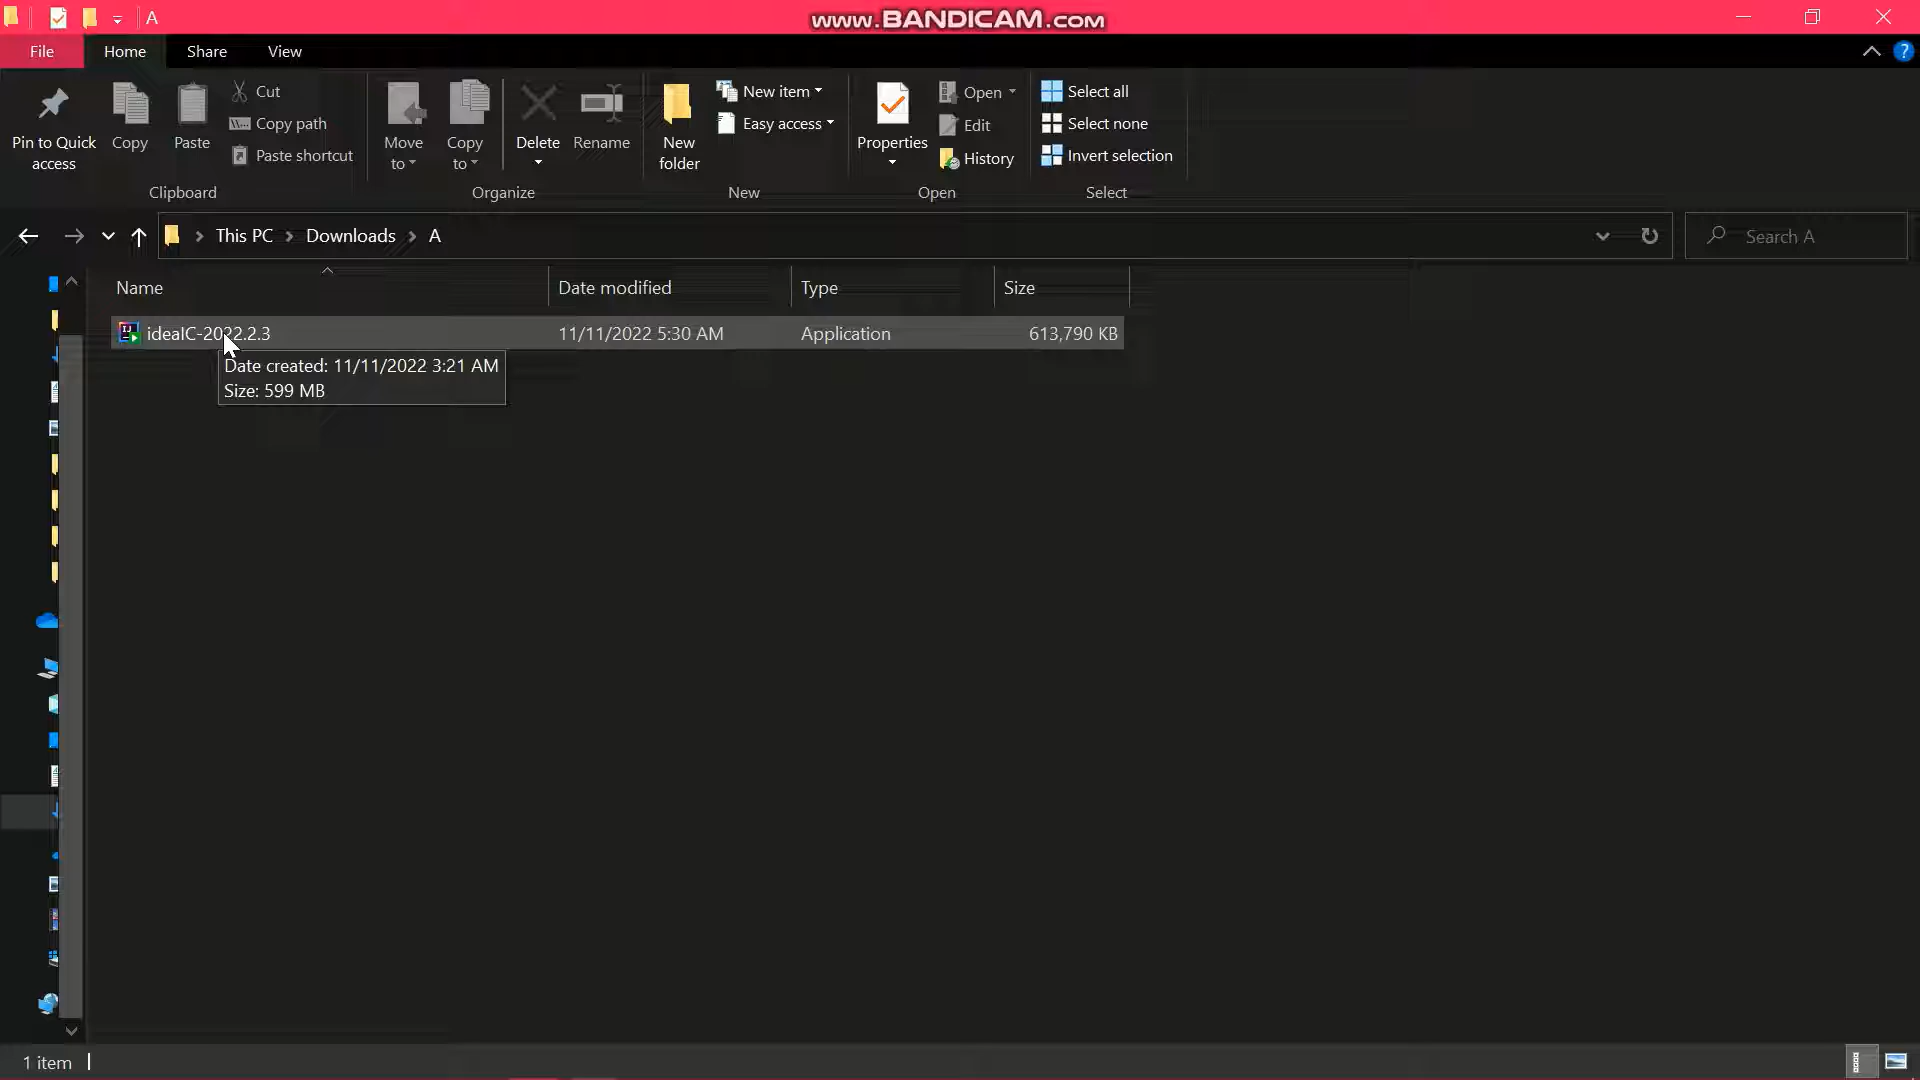 A
www.BANDICAM.com
File Home Share View
Pin to Quick access
Copy
Paste
Cut
Copy path
Paste shortcut
Clipboard
Move to
Copy to
Delete
Rename
Organize
New folder
New item
Easy access
New
Properties
Open
Edit
History
Open
Select all
Select none
Invert selection
Select
This PC > Downloads > A
Search A
Name Date modified Type Size
ideaIC-2022.2.3 11/11/2022 5:30 AM Application 613,790 KB
Date created: 11/11/2022 3:21 AM
Size: 599 MB
1 item